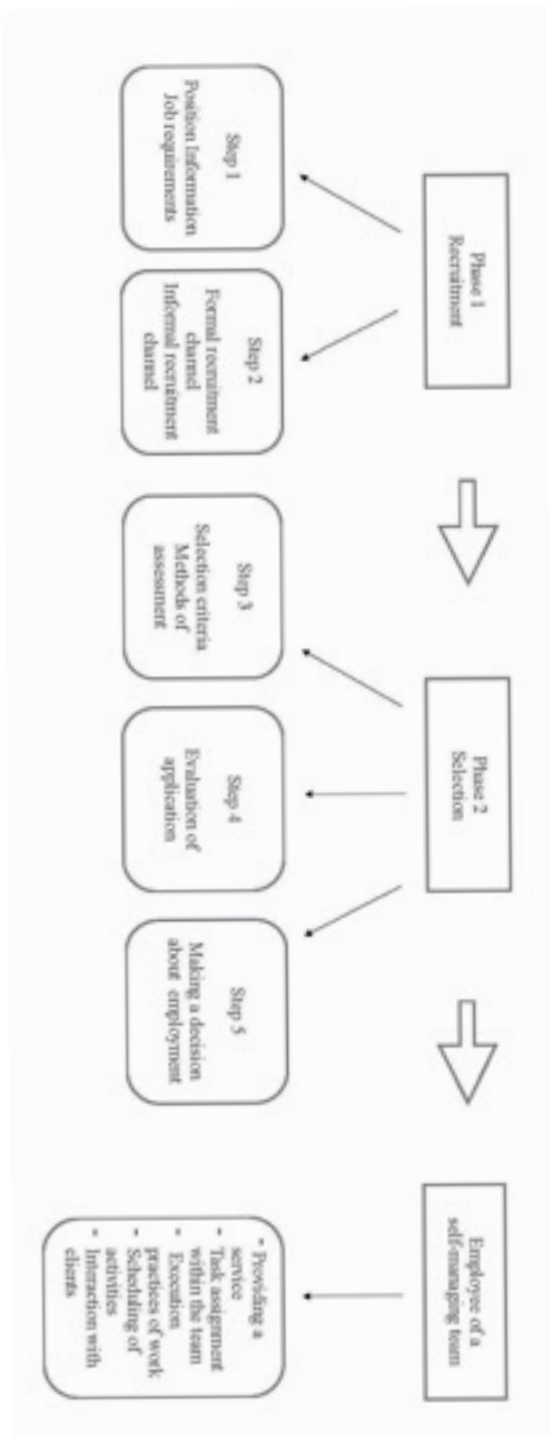 Phase 1
Recruitment
Phase 2
Selection
Employee of a
self-managing team
Step 1
Position Information
Job requirements
Step 2
Formal recruitment
channel
Informal recruitment
channel
Step 3
Selection criteria
Methods of
assessment
Step 4
Evaluation of
application
Step 5
Making a decision
about employment
• Providing a
service
• Task assignment
within the team
• Execution
practices of work
• Scheduling of
activities
• Interaction with
clients